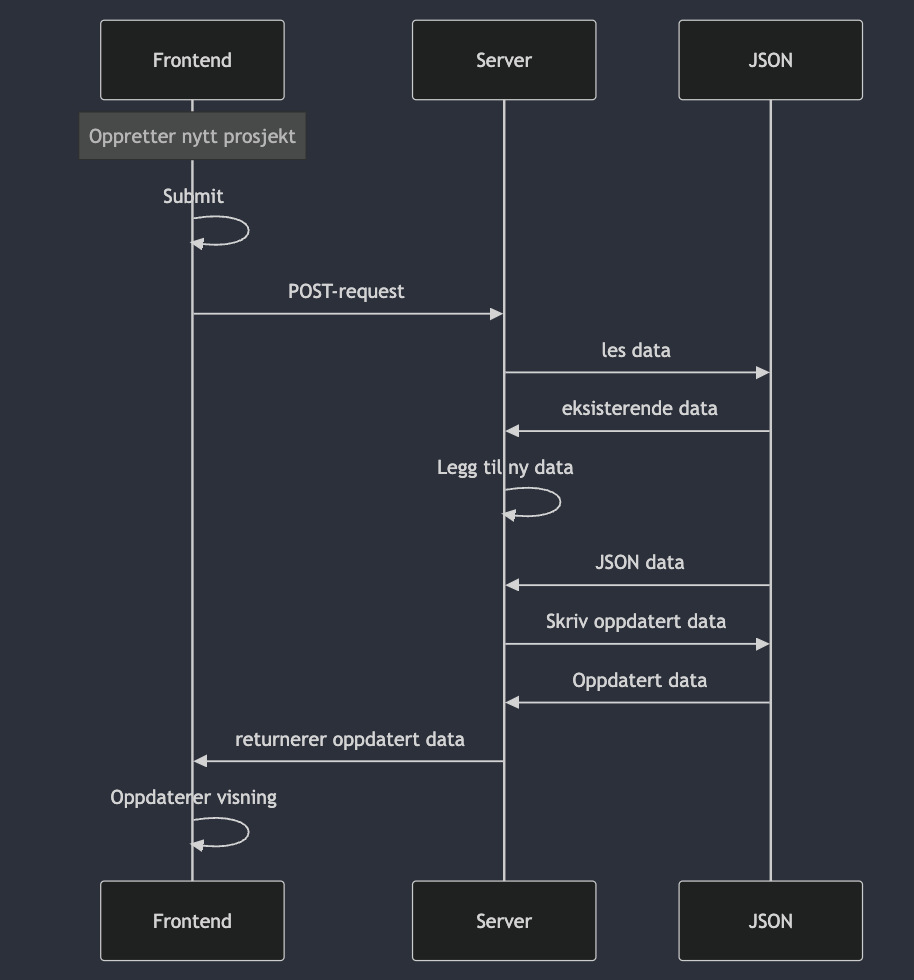 Frontend
Server
JSON
Oppretter nytt prosjekt
Submit
POST-request
les data
eksisterende data
Legg til ny data
JSON data
Skriv oppdatert data
Oppdatert data
returnerer oppdatert data
Oppdaterer visning
Frontend
Server
JSON